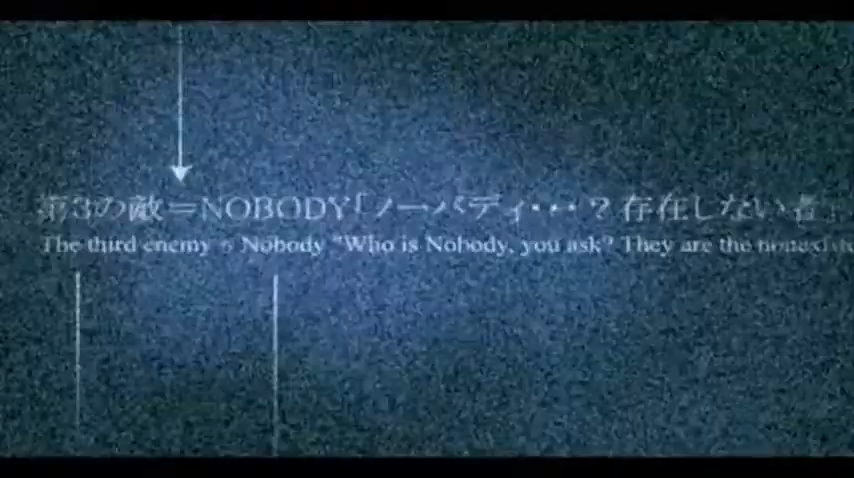 第3の敵＝NOBODY「ノーバディ・・・？存在しない者」
The third enemy = Nobody "Who is Nobody, you ask? They are the